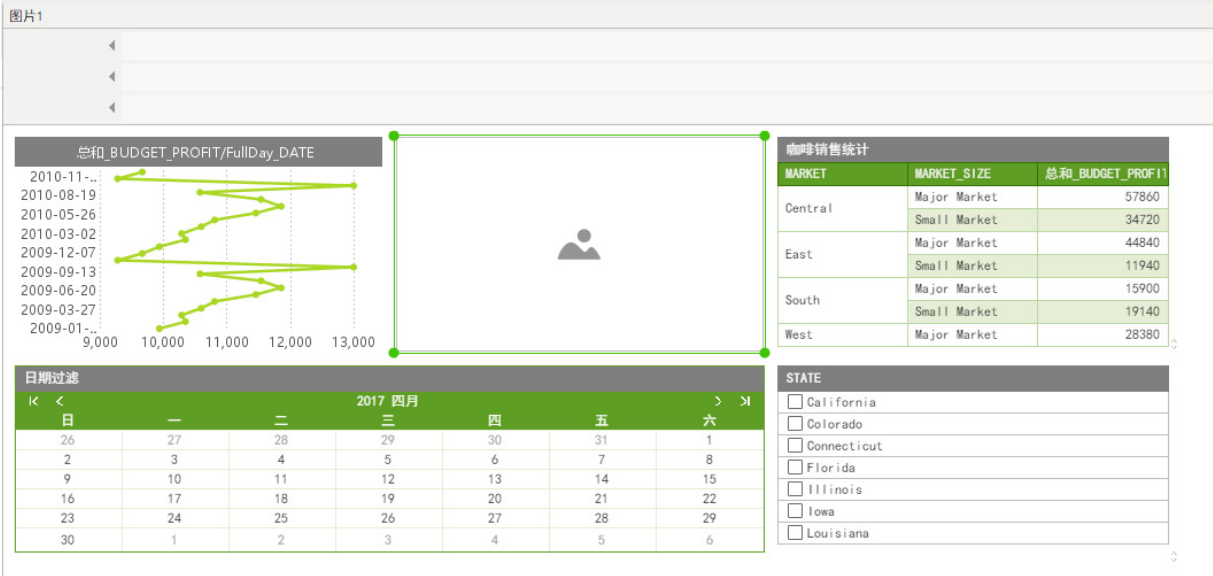 图片1
总和_BUDGET_PROFIT/FullDay_DATE
2010-11-..
2010-08-19
2010-05-26
2010-03-02
2009-12-07
2009-09-13
2009-06-20
2009-03-27
2009-01-..
9,000 10,000 11,000 12,000 13,000
咖啡销售统计
MARKET MARKET_SIZE 总和_BUDGET_PROFIT
Central Major Market 57860
Small Market 34720
East Major Market 44840
Small Market 11940
South Major Market 15900
Small Market 19140
West Major Market 28380
日期过滤
2017 四月
日 一 二 三 四 五 六
26 27 28 29 30 31 1
2 3 4 5 6 7 8
9 10 11 12 13 14 15
16 17 18 19 20 21 22
23 24 25 26 27 28 29
30 1 2 3 4 5 6
STATE
California
Colorado
Connecticut
Florida
Illinois
Iowa
Louisiana